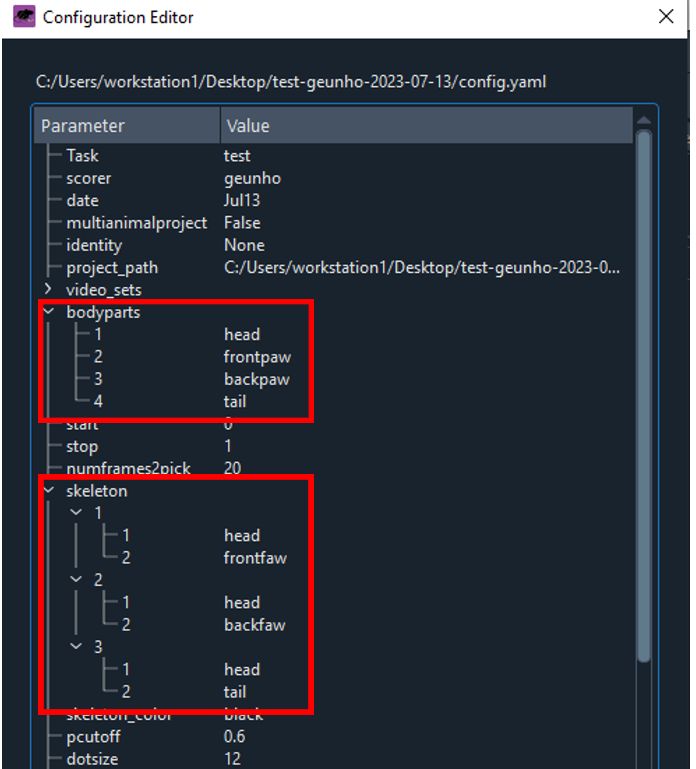 Configuration Editor
C:/Users/workstation1/Desktop/test-geunho-2023-07-13/config.yaml
Parameter Value
Task test
scorer geunho
date Jul13
multianimalproject False
identity None
project_path C:/Users/workstation1/Desktop/test-geunho-2023-0...
video_sets
bodyparts
1 head
2 frontpaw
3 backpaw
4 tail
start 0
stop 1
numframes2pick 20
skeleton
1
1 head
2 frontfaw
2
1 head
2 backfaw
3
1 head
2 tail
skeleton_color black
pcutoff 0.6
dotsize 12